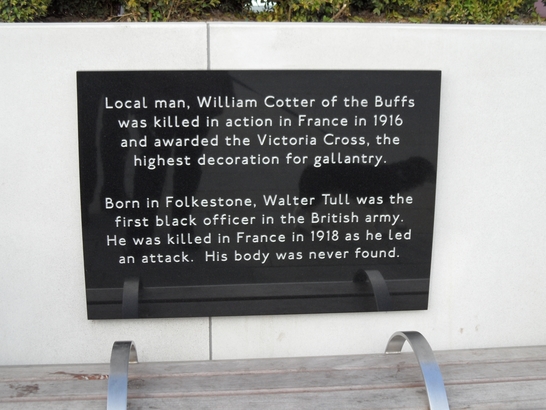 Local man, William Cotter of the Buffs
was killed in action in France in 1916
and awarded the Victoria Cross, the
highest decoration for gallantry.
Born in Folkestone, Walter Tull was the
first black officer in the British army.
He was killed in France in 1918 as he led
an attack. His body was never found.